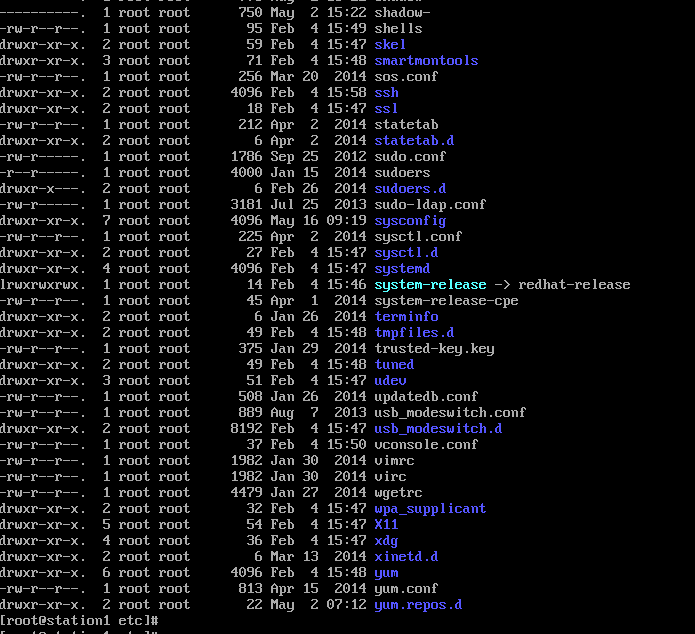 ----------. 1 root root 750 May 2 15:22 shadow-
-rw-r--r--. 1 root root 95 Feb 4 15:49 shells
drwxr-xr-x. 2 root root 59 Feb 4 15:47 skel
drwxr-xr-x. 3 root root 71 Feb 4 15:48 smartmontools
-rw-r--r--. 1 root root 256 Mar 20 2014 sos.conf
drwxr-xr-x. 2 root root 4096 Feb 4 15:58 ssh
drwxr-xr-x. 2 root root 18 Feb 4 15:47 ssl
-rw-r--r--. 1 root root 212 Apr 2 2014 statetab
drwxr-xr-x. 2 root root 6 Apr 2 2014 statetab.d
-rw-r-----. 1 root root 1786 Sep 25 2012 sudo.conf
-r--r-----. 1 root root 4000 Jan 15 2014 sudoers
drwxr-x---. 2 root root 6 Feb 26 2014 sudoers.d
-rw-r-----. 1 root root 3181 Jul 25 2013 sudo-ldap.conf
drwxr-xr-x. 7 root root 4096 May 16 09:19 sysconfig
-rw-r--r--. 1 root root 225 Apr 2 2014 sysctl.conf
drwxr-xr-x. 2 root root 27 Feb 4 15:47 sysctl.d
drwxr-xr-x. 4 root root 4096 Feb 4 15:47 systemd
lrwxrwxrwx. 1 root root 14 Feb 4 15:46 system-release -> redhat-release
-rw-r--r--. 1 root root 45 Apr 1 2014 system-release-cpe
drwxr-xr-x. 2 root root 6 Jan 26 2014 terminfo
drwxr-xr-x. 2 root root 49 Feb 4 15:48 tmpfiles.d
-rw-r--r--. 1 root root 375 Jan 29 2014 trusted-key.key
drwxr-xr-x. 2 root root 49 Feb 4 15:48 tuned
drwxr-xr-x. 3 root root 51 Feb 4 15:47 udev
-rw-r--r--. 1 root root 508 Jan 26 2014 updatedb.conf
-rw-r--r--. 1 root root 889 Aug 7 2013 usb_modeswitch.conf
drwxr-xr-x. 2 root root 8192 Feb 4 15:47 usb_modeswitch.d
-rw-r--r--. 1 root root 37 Feb 4 15:50 vconsole.conf
-rw-r--r--. 1 root root 1982 Jan 30 2014 vimrc
-rw-r--r--. 1 root root 1982 Jan 30 2014 virc
-rw-r--r--. 1 root root 4479 Jan 27 2014 wgetrc
drwxr-xr-x. 2 root root 32 Feb 4 15:47 wpa_supplicant
drwxr-xr-x. 5 root root 54 Feb 4 15:47 X11
drwxr-xr-x. 4 root root 36 Feb 4 15:47 xdg
drwxr-xr-x. 2 root root 6 Mar 13 2014 xinetd.d
drwxr-xr-x. 6 root root 4096 Feb 4 15:48 yum
-rw-r--r--. 1 root root 813 Apr 15 2014 yum.conf
drwxr-xr-x. 2 root root 22 May 2 07:12 yum.repos.d
[root@station1 etc]#